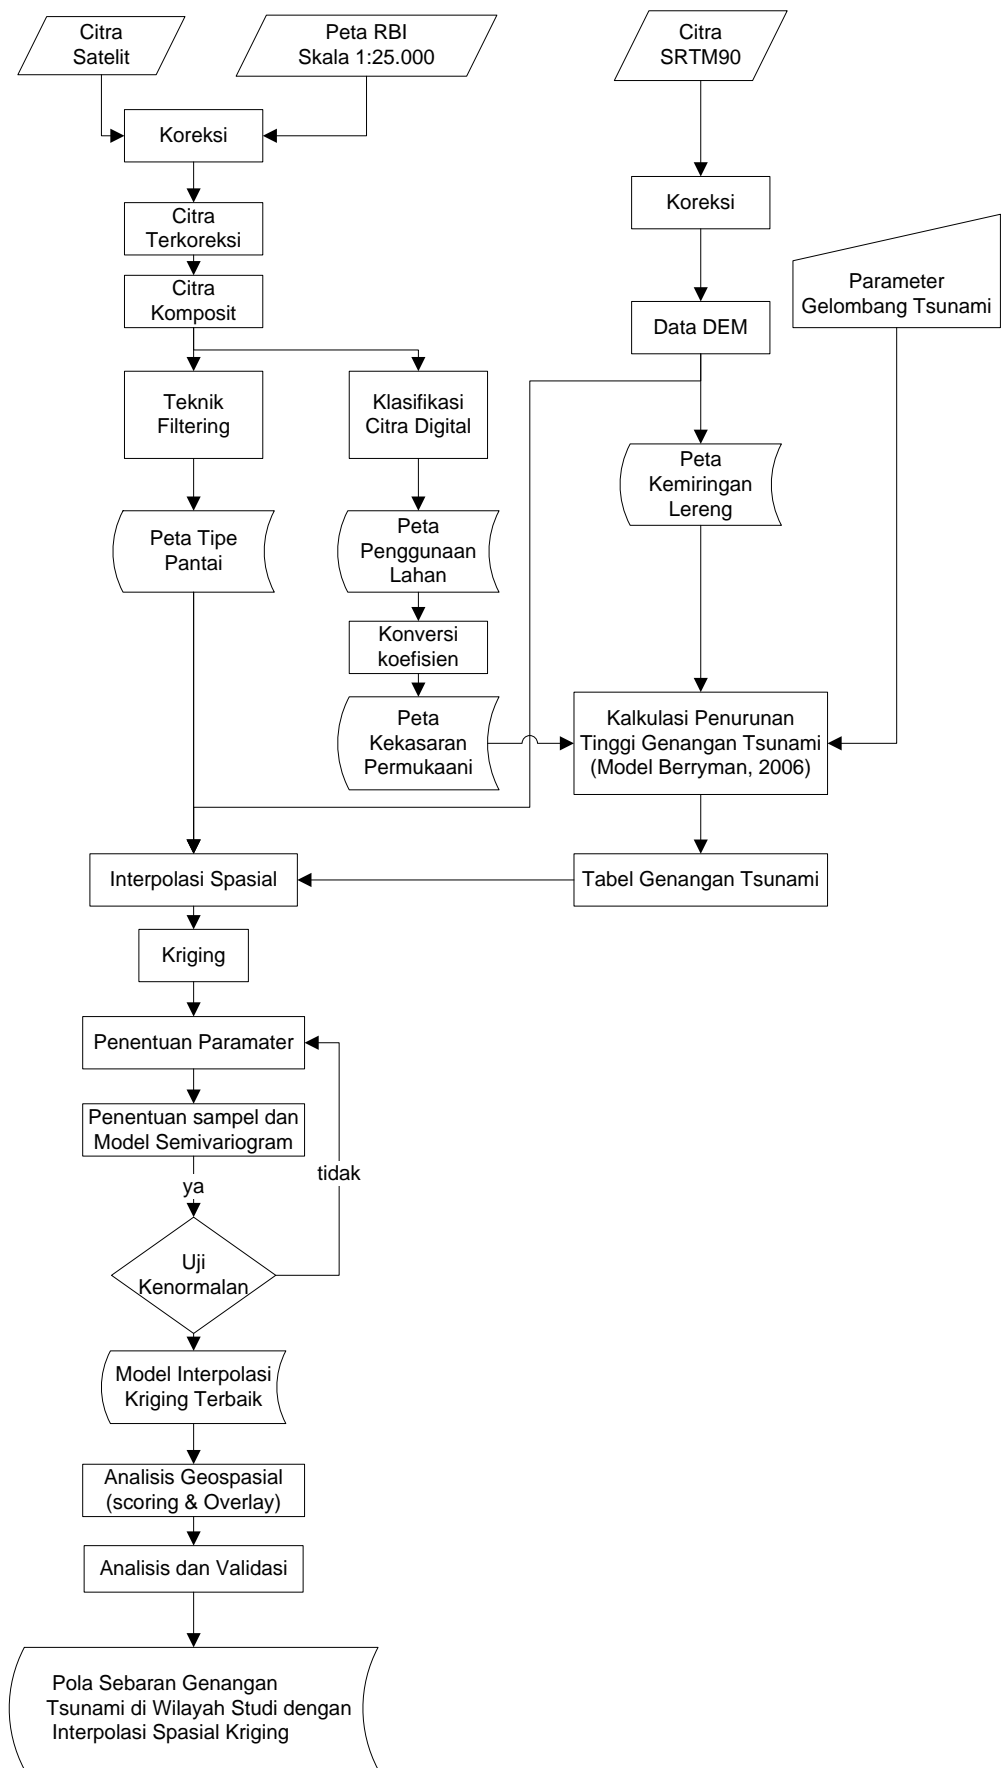 Citra
Satelit
Peta RBI
Skala 1:25.000
Citra
SRTM90
Koreksi
Koreksi
Citra
Terkoreksi
Parameter
Gelombang Tsunami
Citra
Komposit
Data DEM
Teknik
Filtering
Klasifikasi
Citra Digital
Peta
Kemiringan
Lereng
Peta Tipe
Pantai
Peta
Penggunaan
Lahan
Konversi
koefisien
Peta
Kekasaran
Permukaani
Kalkulasi Penurunan
Tinggi Genangan Tsunami
(Model Berryman, 2006)
Interpolasi Spasial
Tabel Genangan Tsunami
Kriging
Penentuan Paramater
Penentuan sampel dan
Model Semivariogram
tidak
ya
Uji
Kenormalan
Model Interpolasi
Kriging Terbaik
Analisis Geospasial
(scoring & Overlay)
Analisis dan Validasi
Pola Sebaran Genangan
Tsunami di Wilayah Studi dengan
Interpolasi Spasial Kriging